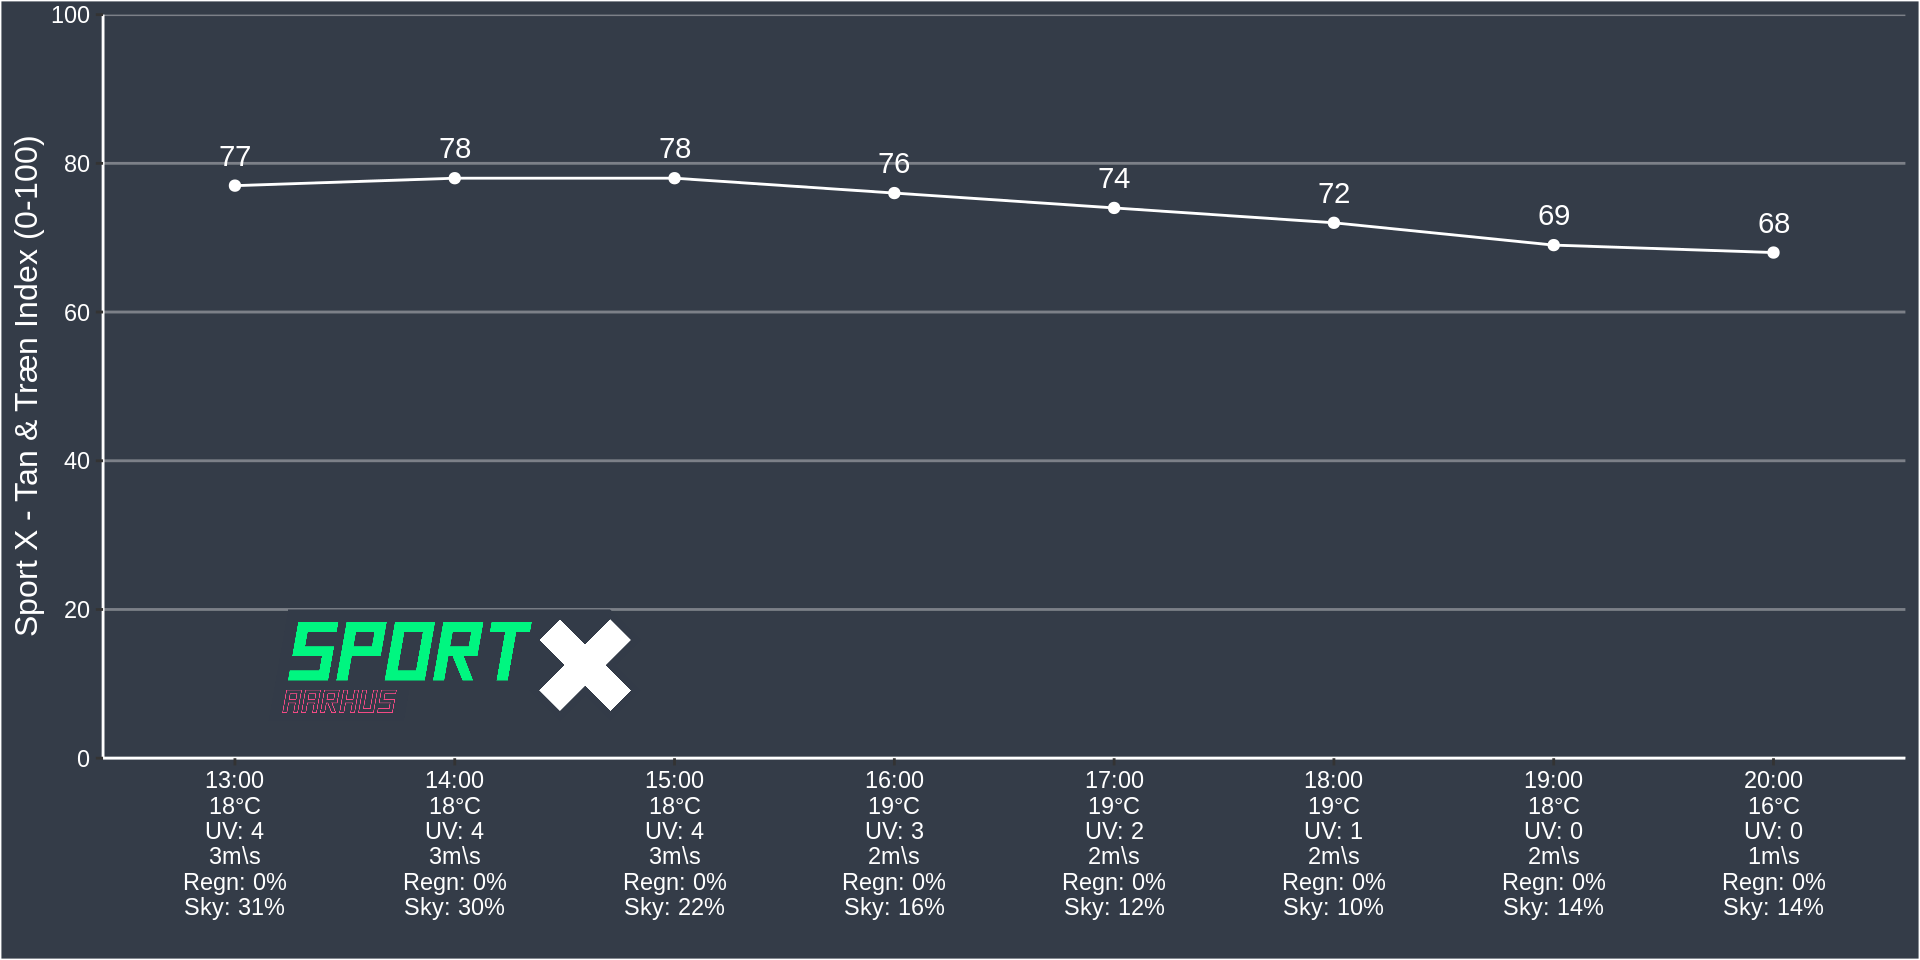 Sport X - Tan & Træn Index (0-100)
100
80
60
40
20
0
77
78
78
76
74
72
69
68
SPORT X
AARHUS
13:00
18°C
UV: 4
3m\s
Regn: 0%
Sky: 31%
14:00
18°C
UV: 4
3m\s
Regn: 0%
Sky: 30%
15:00
18°C
UV: 4
3m\s
Regn: 0%
Sky: 22%
16:00
19°C
UV: 3
2m\s
Regn: 0%
Sky: 16%
17:00
19°C
UV: 2
2m\s
Regn: 0%
Sky: 12%
18:00
19°C
UV: 1
2m\s
Regn: 0%
Sky: 10%
19:00
18°C
UV: 0
2m\s
Regn: 0%
Sky: 14%
20:00
16°C
UV: 0
1m\s
Regn: 0%
Sky: 14%